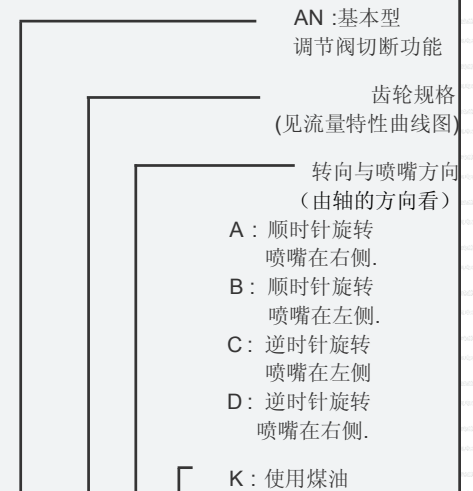 AN :基本型
调节阀切断功能
齿轮规格
(见流量特性曲线图)
转向与喷嘴方向
（由轴的方向看）
A : 顺时针旋转
喷嘴在右侧.
B : 顺时针旋转
喷嘴在左侧.
C : 逆时针旋转
喷嘴在左侧
D : 逆时针旋转
喷嘴在右侧.
K : 使用煤油